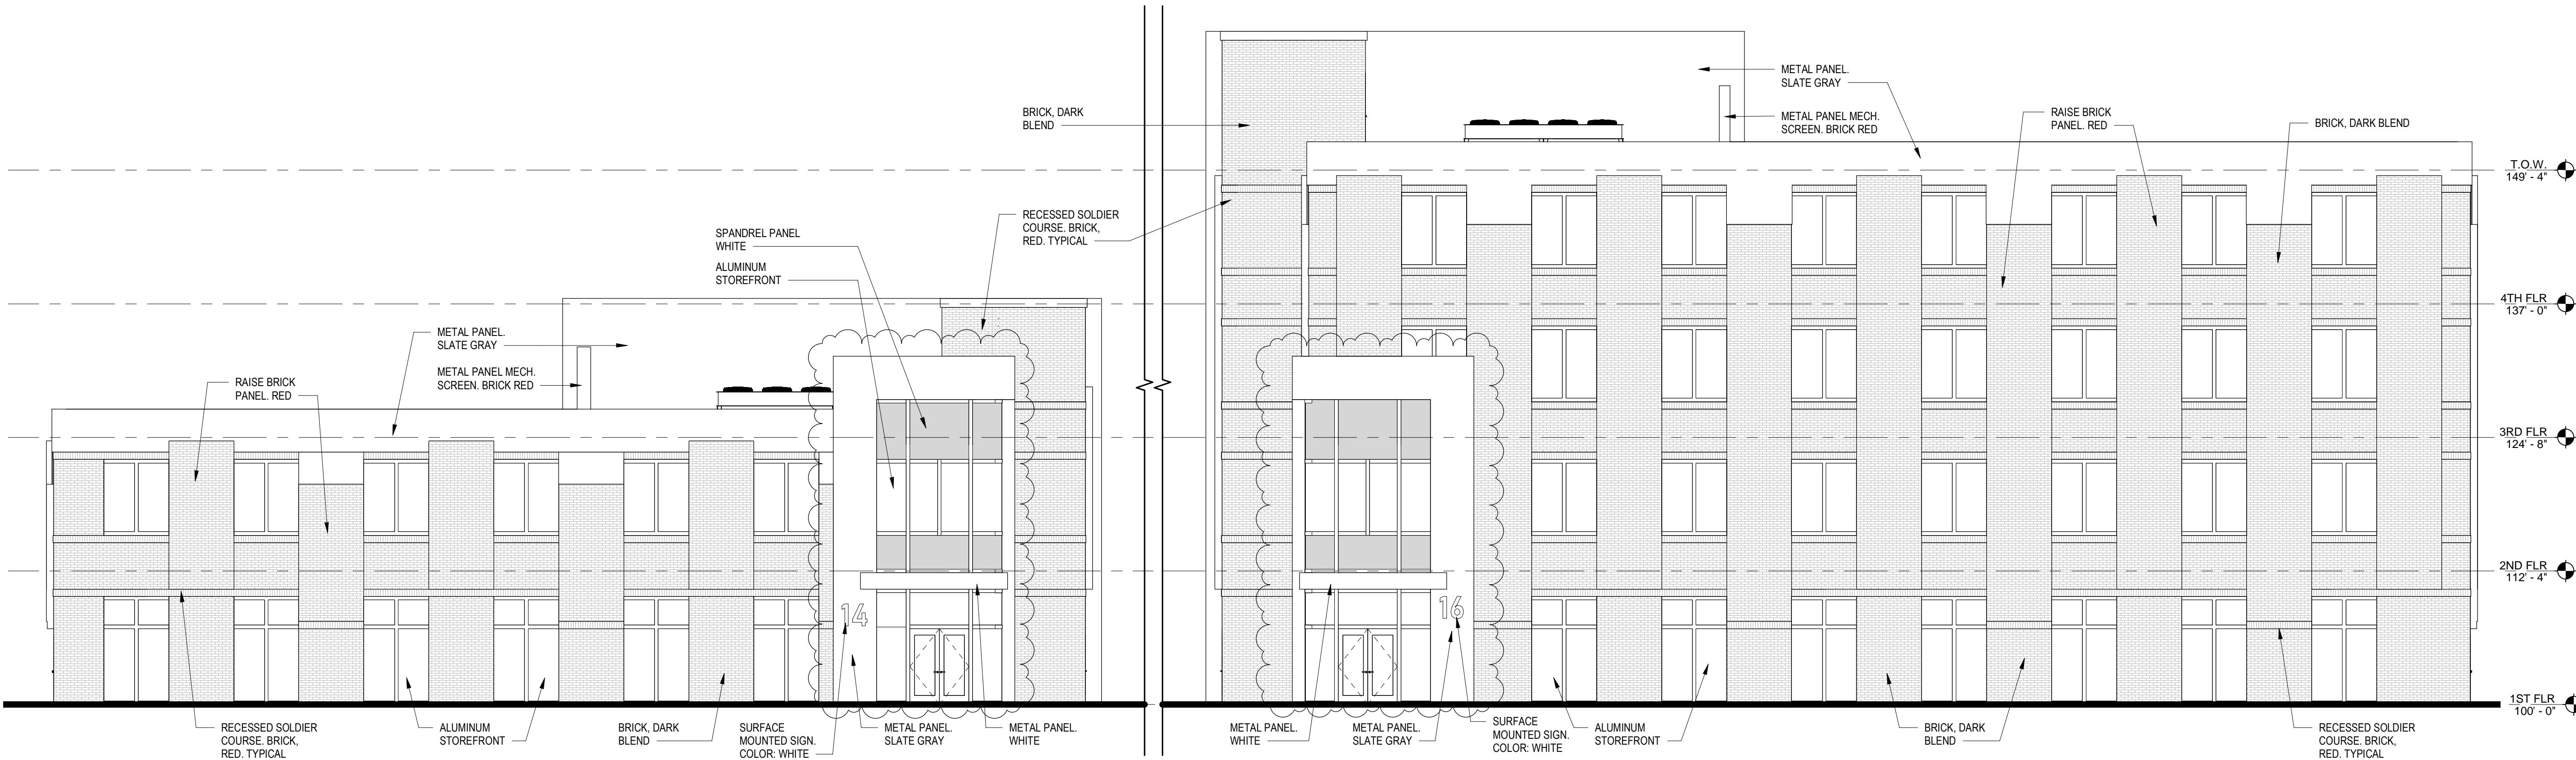 METAL PANEL.
SLATE GRAY
METAL PANEL MECH.
SCREEN. BRICK RED
RAISE BRICK
PANEL. RED
BRICK, DARK BLEND
BRICK, DARK
BLEND
T.O.W.
149' - 4"
RECESSED SOLDIER
COURSE. BRICK,
RED. TYPICAL
SPANDREL PANEL
WHITE
ALUMINUM
STOREFRONT
4TH FLR
137' - 0"
METAL PANEL.
SLATE GRAY
METAL PANEL MECH.
SCREEN. BRICK RED
RAISE BRICK
PANEL. RED
3RD FLR
124' - 8"
2ND FLR
112' - 4"
14
16
1ST FLR
100' - 0"
RECESSED SOLDIER
COURSE. BRICK,
RED. TYPICAL
ALUMINUM
STOREFRONT
BRICK, DARK
BLEND
SURFACE
MOUNTED SIGN.
COLOR: WHITE
METAL PANEL.
SLATE GRAY
METAL PANEL.
WHITE
METAL PANEL.
WHITE
METAL PANEL.
SLATE GRAY
SURFACE
MOUNTED SIGN.
COLOR: WHITE
ALUMINUM
STOREFRONT
BRICK, DARK
BLEND
RECESSED SOLDIER
COURSE. BRICK,
RED. TYPICAL